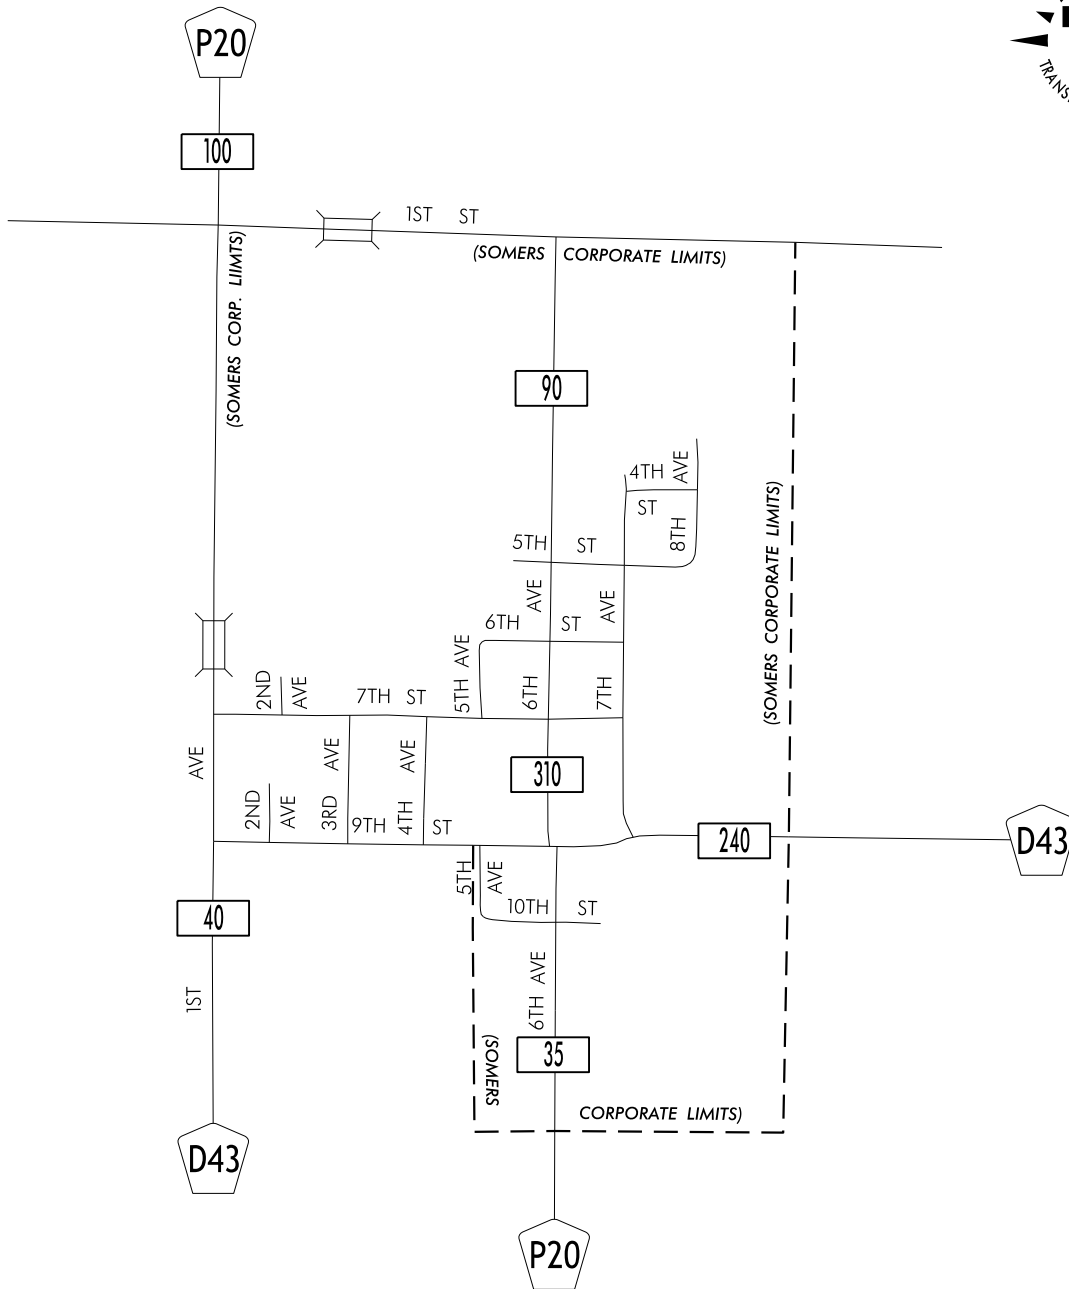 P20
100
1ST ST
(SOMERS CORPORATE LIMITS)
(SOMERS CORP. LIIMITS)
90
4TH ST
8TH AVE
5TH ST
(SOMERS CORPORATE LIMITS)
6TH AVE
7TH AVE
6TH ST
5TH AVE
2ND AVE
7TH ST
1ST AVE
310
2ND AVE
3RD AVE
4TH AVE
9TH ST
240
D43
5TH AVE
40
10TH ST
6TH AVE
35
(SOMERS CORPORATE LIMITS)
D43
P20